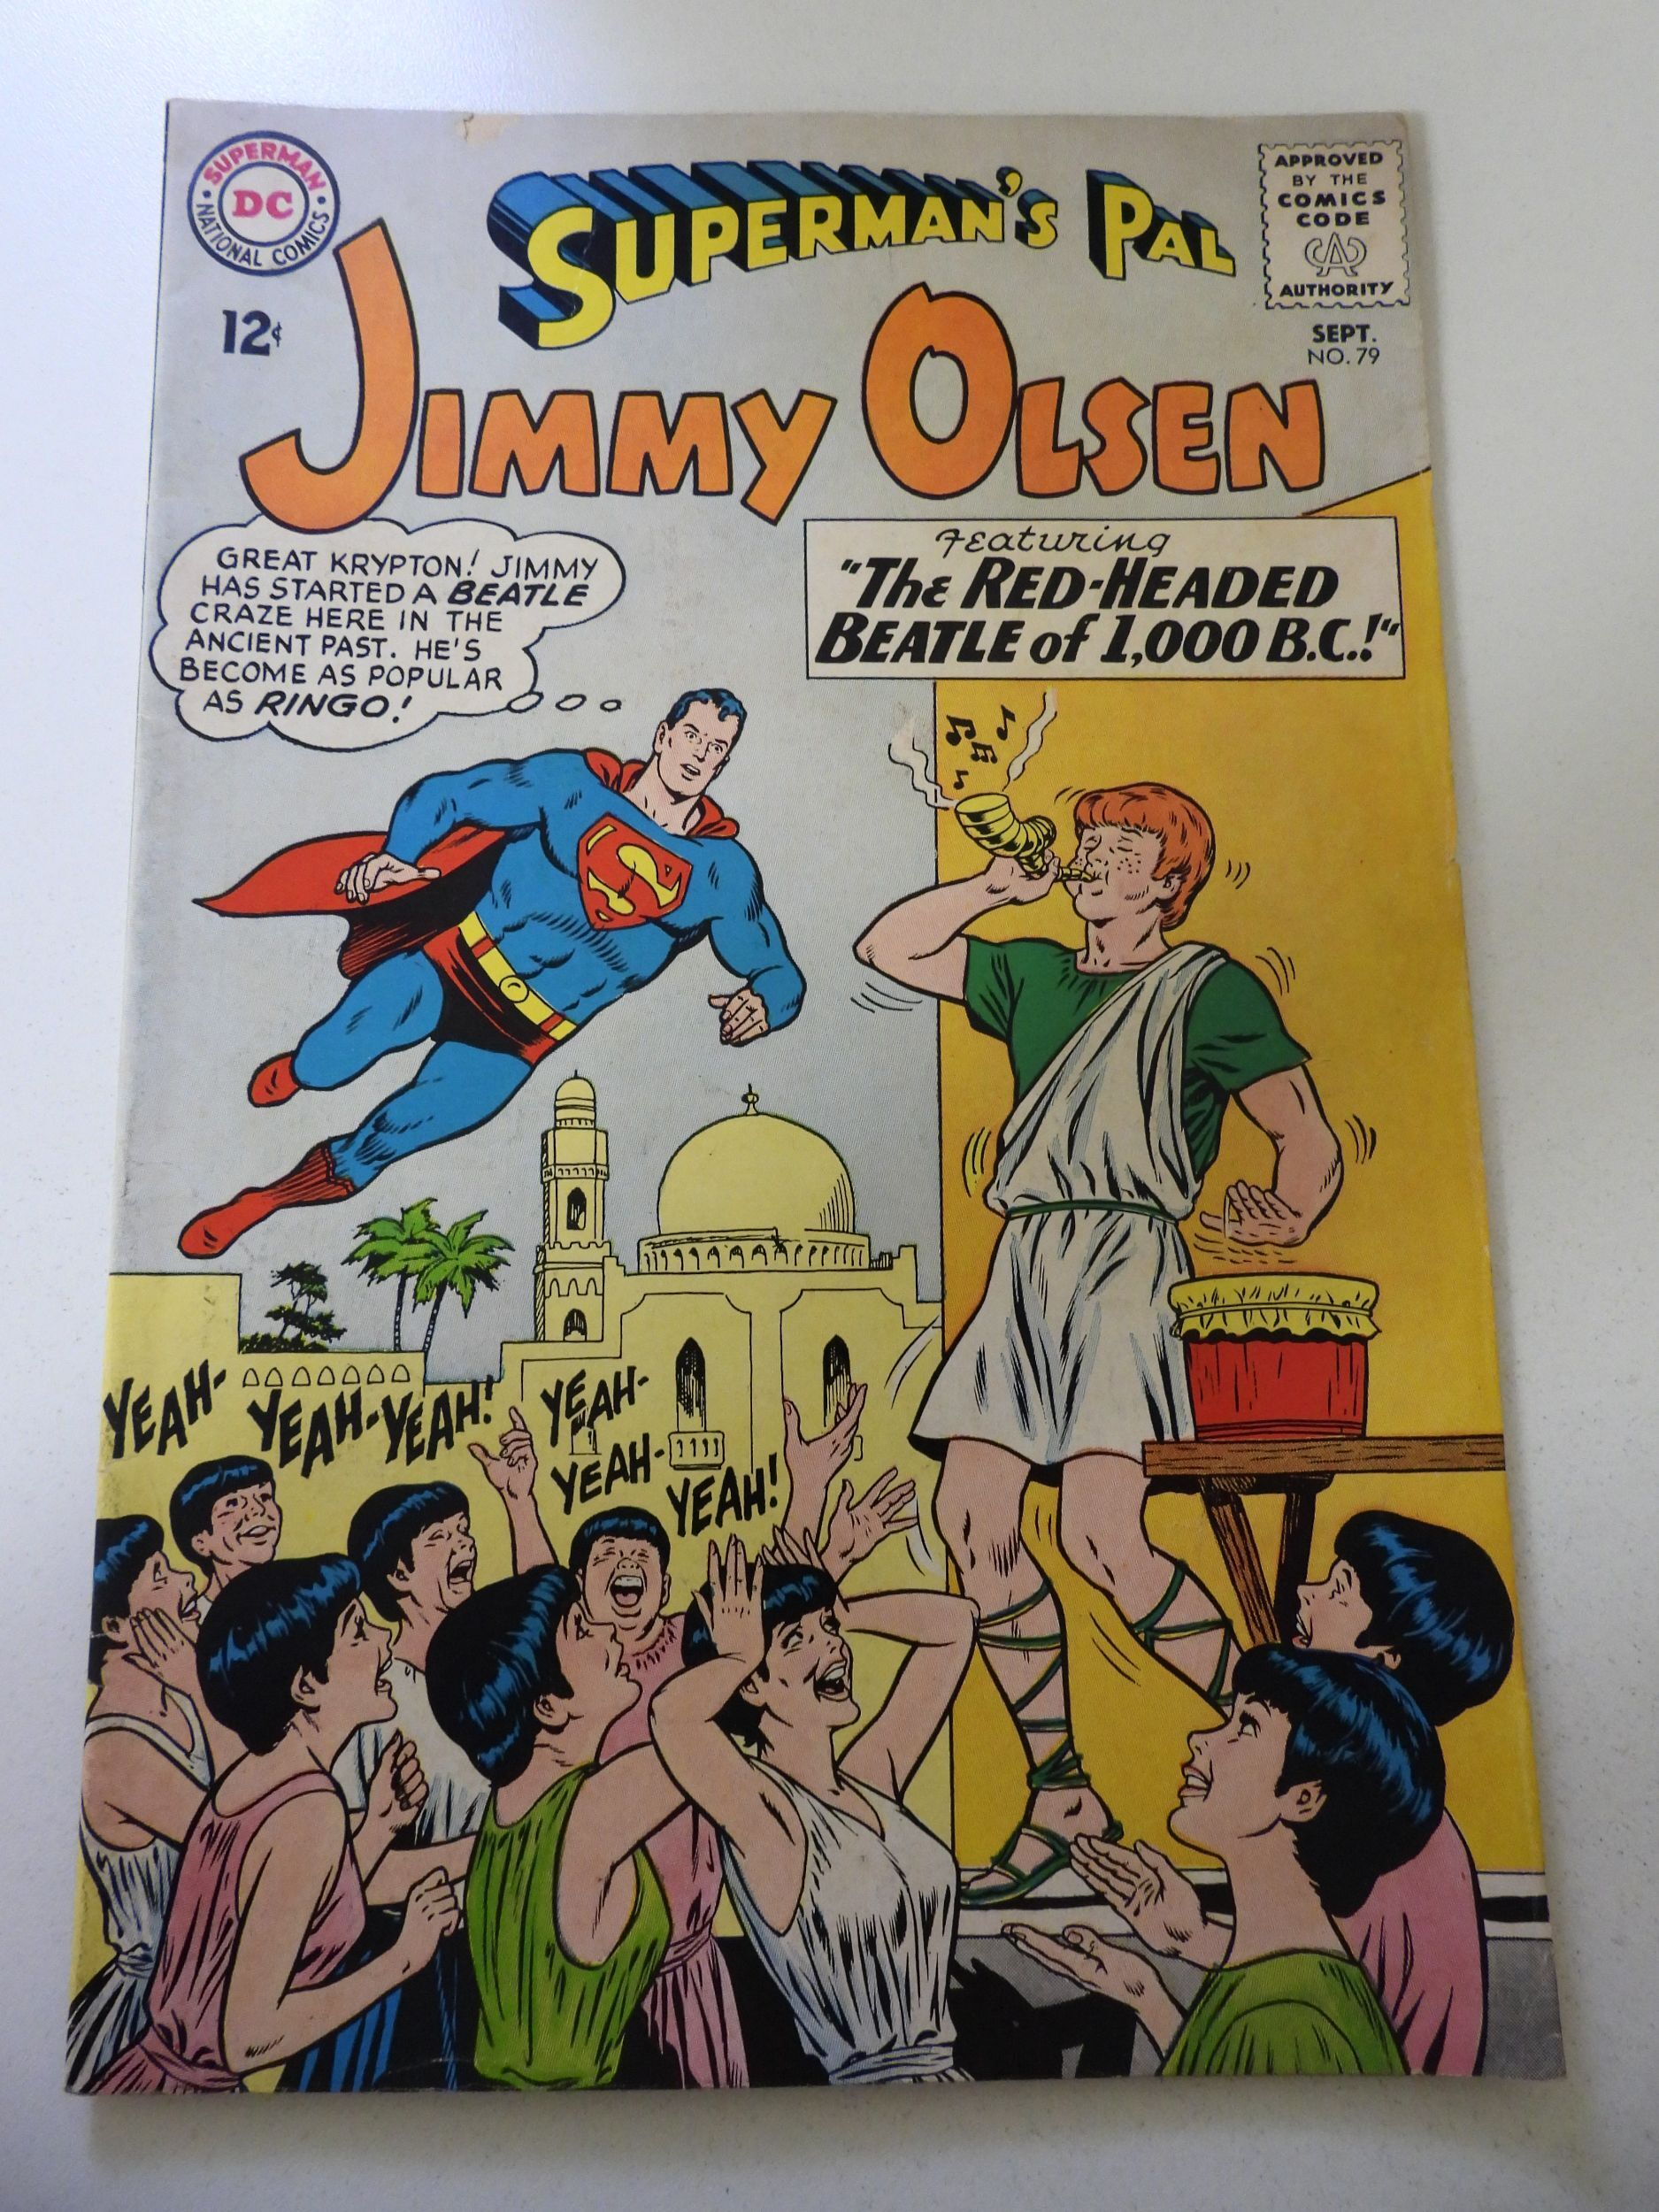 SUPERMAN
DC
NATIONAL COMICS
12¢
SUPERMAN'S PAL
JIMMY OLSEN
APPROVED
BY THE
COMICS
CODE
CA
AUTHORITY
SEPT.
NO. 79
GREAT KRYPTON! JIMMY
HAS STARTED A BEATLE
CRAZE HERE IN THE
ANCIENT PAST. HE'S
BECOME AS POPULAR
AS RINGO!
Featuring
"The RED-HEADED
BEATLE of 1,000 B.C.!"
S
YEAH-
YEAH-YEAH!
YEAH-
YEAH-
YEAH!